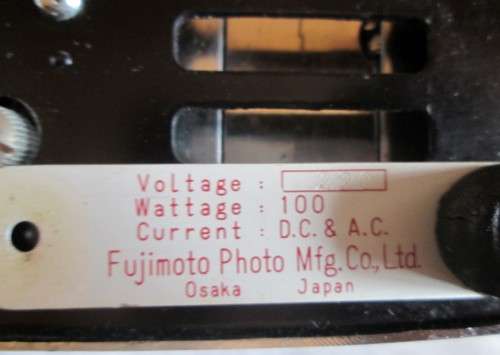 Voltage :
Wattage : 100
Current : D.C. & A.C.
Fujimoto Photo Mfg. Co., Ltd.
Osaka Japan